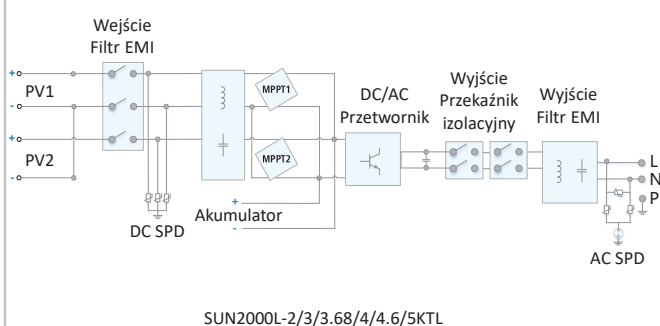 Wejście
Filtr EMI
+
PV1
-
+
PV2
-
DC SPD
MPPT1
MPPT2
Akumulator
+
-
DC/AC
Przetwornik
Wyjście
Przekaźnik
izolacyjny
Wyjście
Filtr EMI
L
N
P
AC SPD
SUN2000L-2/3/3.68/4/4.6/5KTL